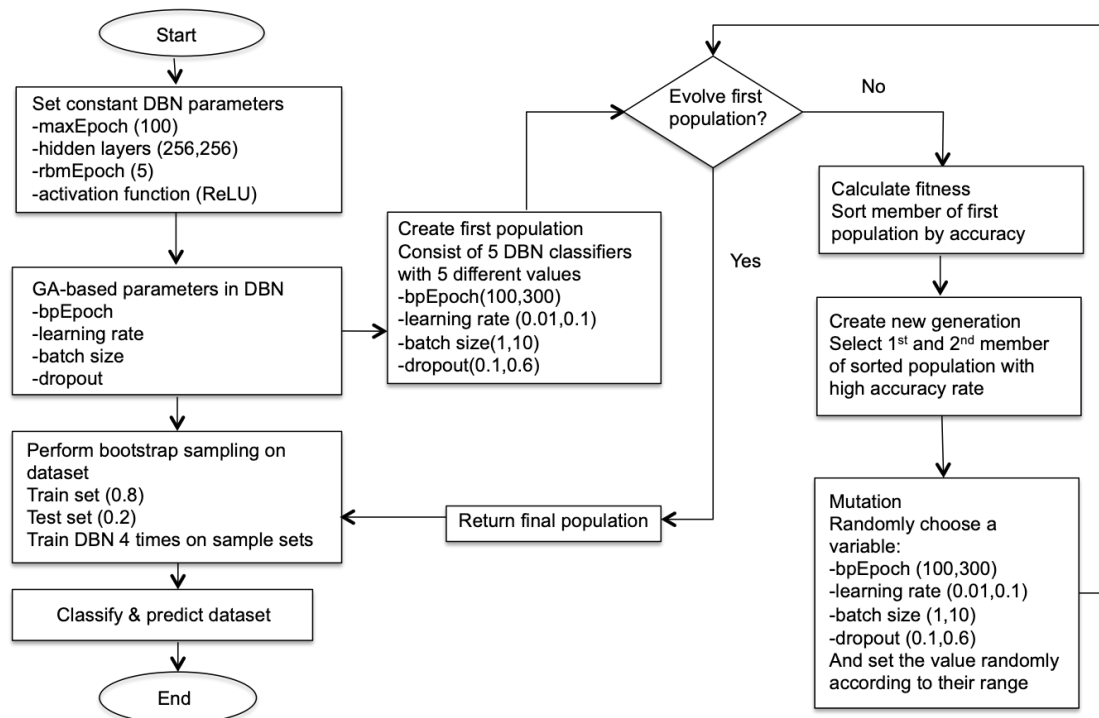 Start
Set constant DBN parameters
-maxEpoch (100)
-hidden layers (256,256)
-rbmEpoch (5)
-activation function (ReLU)
GA-based parameters in DBN
-bpEpoch
-learning rate
-batch size
-dropout
Create first population
Consist of 5 DBN classifiers
with 5 different values
-bpEpoch(100,300)
-learning rate (0.01,0.1)
-batch size(1,10)
-dropout(0.1,0.6)
Evolve first
population?
No
Yes
Calculate fitness
Sort member of first
population by accuracy
Create new generation
Select 1st and 2nd member
of sorted population with
high accuracy rate
Mutation
Randomly choose a
variable:
-bpEpoch (100,300)
-learning rate (0.01,0.1)
-batch size (1,10)
-dropout (0.1,0.6)
And set the value randomly
according to their range
Return final population
Perform bootstrap sampling on
dataset
Train set (0.8)
Test set (0.2)
Train DBN 4 times on sample sets
Classify & predict dataset
End